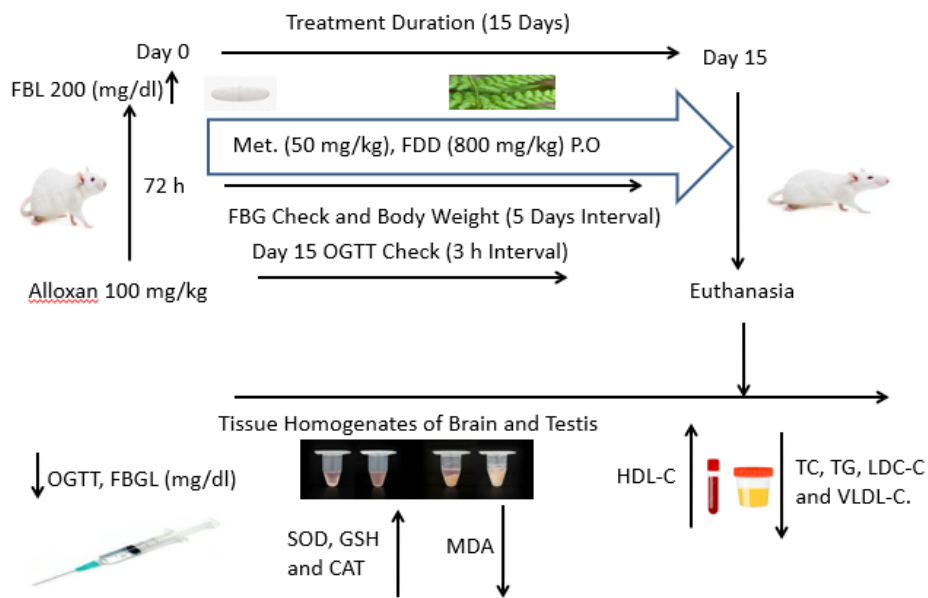 Treatment Duration (15 Days)
Day 0
Day 15
FBL 200 (mg/dl)
Met. (50 mg/kg), FDD (800 mg/kg) P.O
72 h
FBG Check and Body Weight (5 Days Interval)
Day 15 OGTT Check (3 h Interval)
Alloxan 100 mg/kg
Euthanasia
Tissue Homogenates of Brain and Testis
OGTT, FBGL (mg/dl)
SOD, GSH
and CAT
MDA
HDL-C
TC, TG, LDC-C
and VLDL-C.